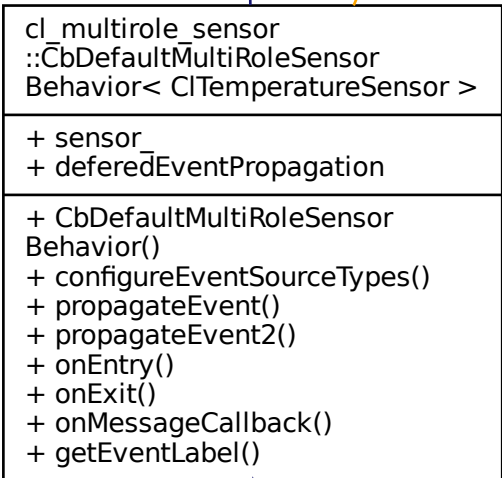 cl_multirole_sensor
::CbDefaultMultiRoleSensor
Behavior< ClTemperatureSensor >
+ sensor_
+ deferedEventPropagation
+ CbDefaultMultiRoleSensor
Behavior()
+ configureEventSourceTypes()
+ propagateEvent()
+ propagateEvent2()
+ onEntry()
+ onExit()
+ onMessageCallback()
+ getEventLabel()